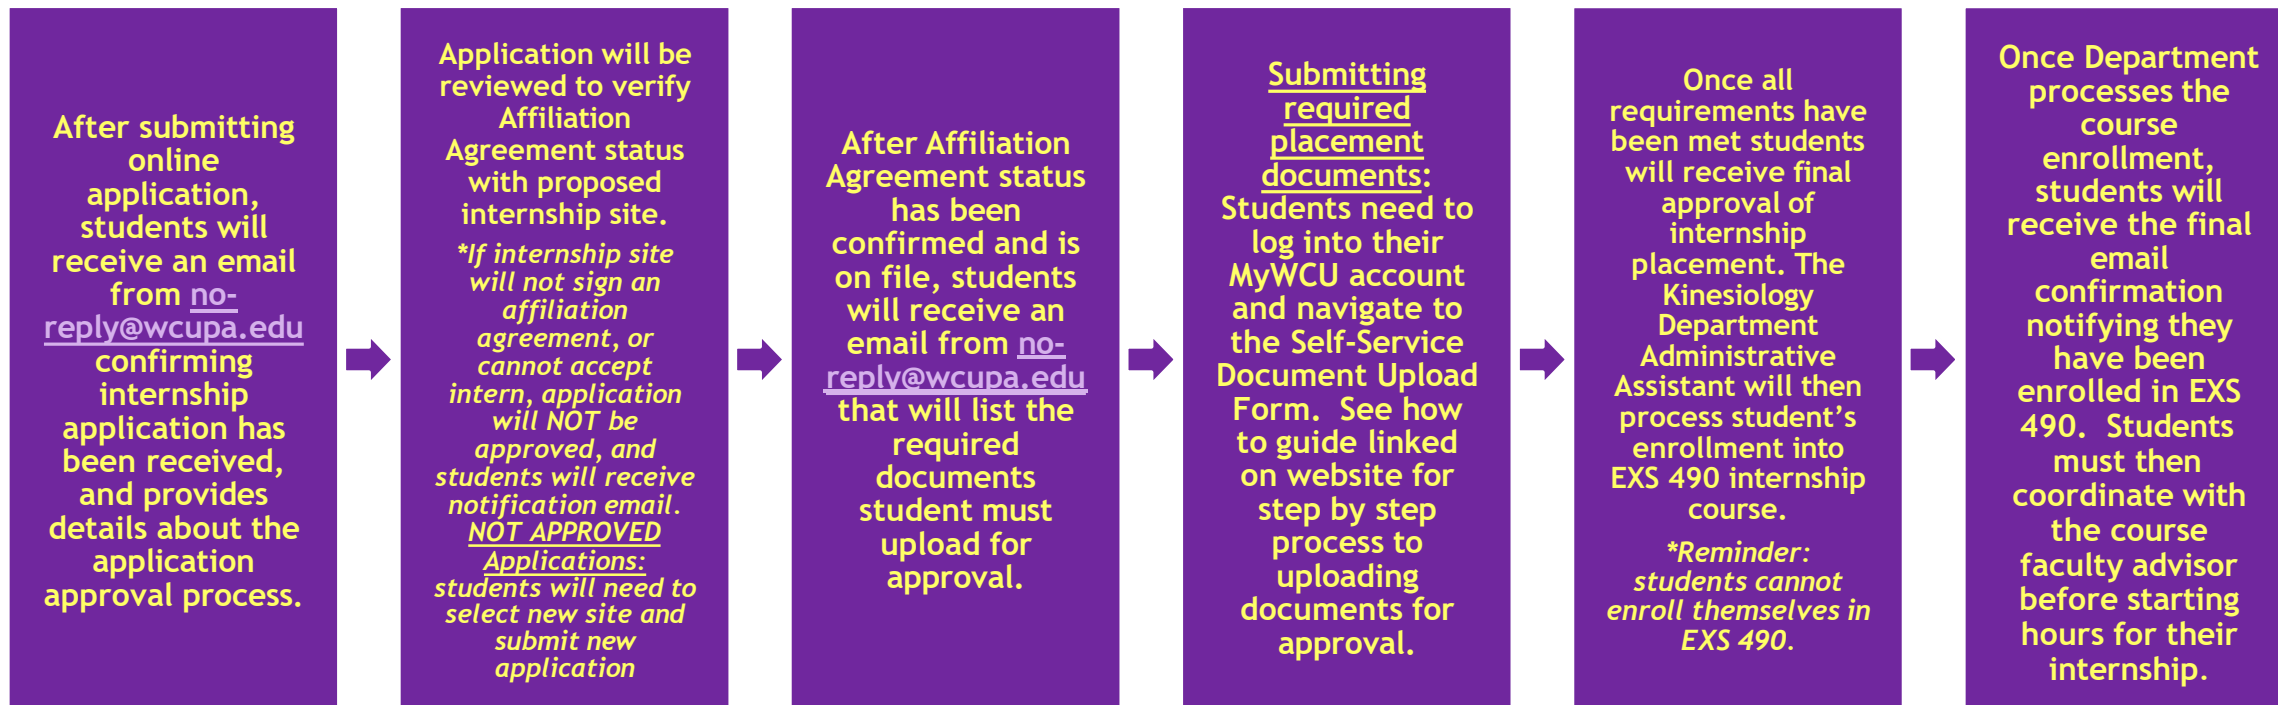 After submitting
online
application,
students will
receive an email
from no-
reply@wcupa.edu
confirming
internship
application has
been received,
and provides
details about the
application
approval process.
Application will be
reviewed to verify
Affiliation
Agreement status
with proposed
internship site.
*If internship site
will not sign an
affiliation
agreement, or
cannot accept
intern, application
will NOT be
approved, and
students will receive
notification email.
NOT APPROVED
Applications:
students will need to
select new site and
submit new
application
After Affiliation
Agreement status
has been
confirmed and is
on file, students
will receive an
email from no-
reply@wcupa.edu
that will list the
required
documents
student must
upload for
approval.
Submitting
required
placement
documents:
Students need to
log into their
MyWCU account
and navigate to
the Self-Service
Document Upload
Form.  See how
to guide linked
on website for
step by step
process to
uploading
documents for
approval.
Once all
requirements have
been met students
will receive final
approval of
internship
placement. The
Kinesiology
Department
Administrative
Assistant will then
process student’s
enrollment into
EXS 490 internship
course.
*Reminder:
students cannot
enroll themselves in
EXS 490.
Once Department
processes the
course
enrollment,
students will
receive the final
email
confirmation
notifying they
have been
enrolled in EXS
490.  Students
must then
coordinate with
the course
faculty advisor
before starting
hours for their
internship.